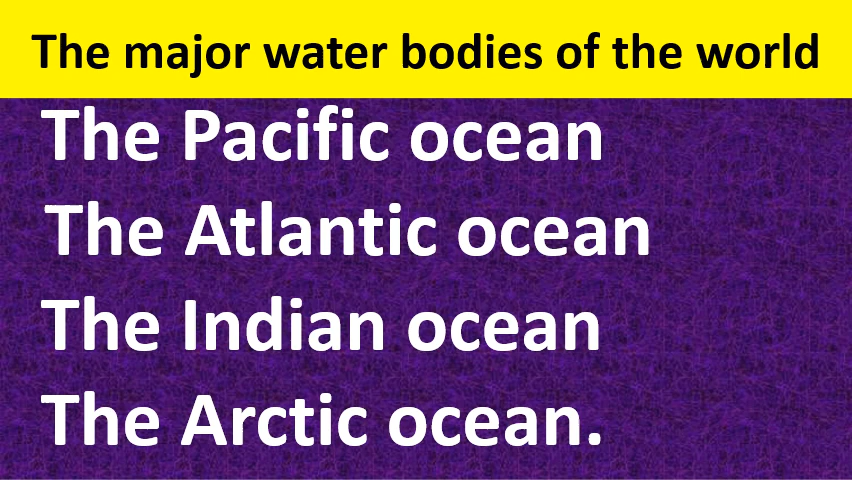 The major water bodies of the world
The Pacific ocean
The Atlantic ocean
The Indian ocean
The Arctic ocean.